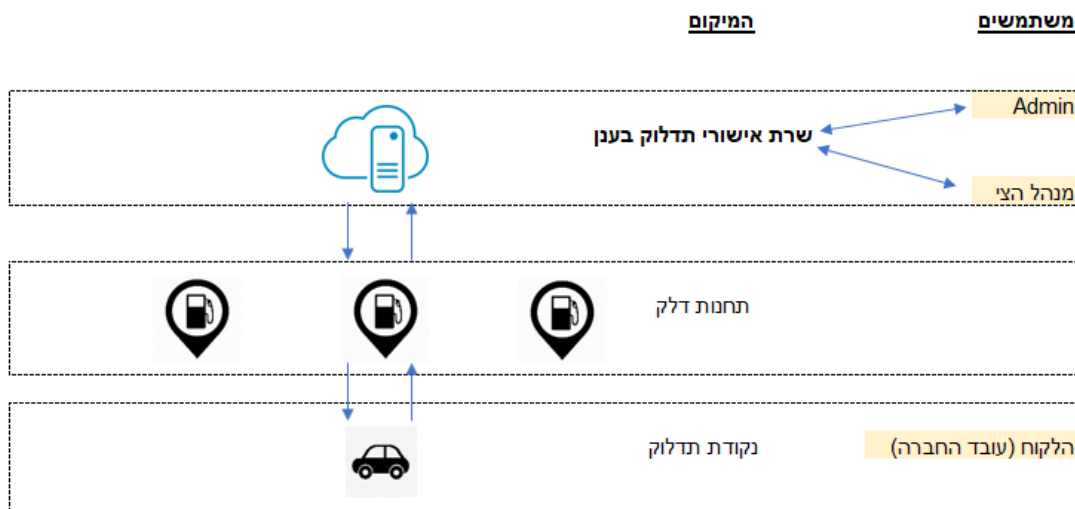 משתמשים
המיקום
Admin
שרת אישורי תדלוק בענן
מנהל הצי
תחנות דלק
הלקוח (עובד החברה)
נקודת תדלוק